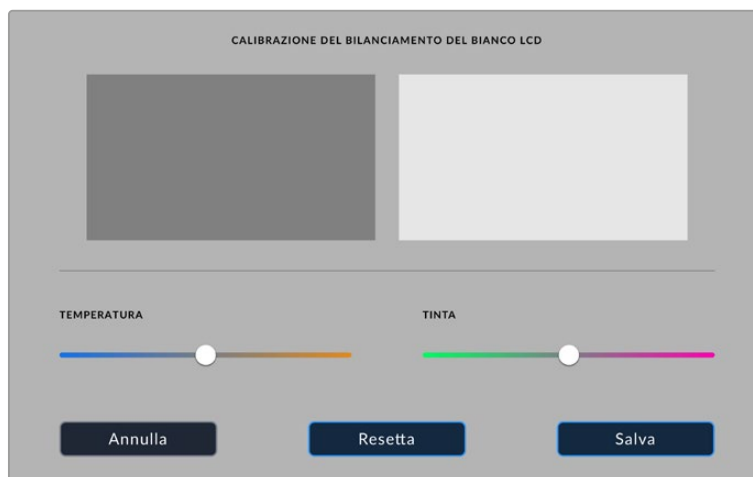 CALIBRAZIONE DEL BILANCIAMENTO DEL BIANCO LCD
TEMPERATURA
TINTA
Annulla
Resetta
Salva